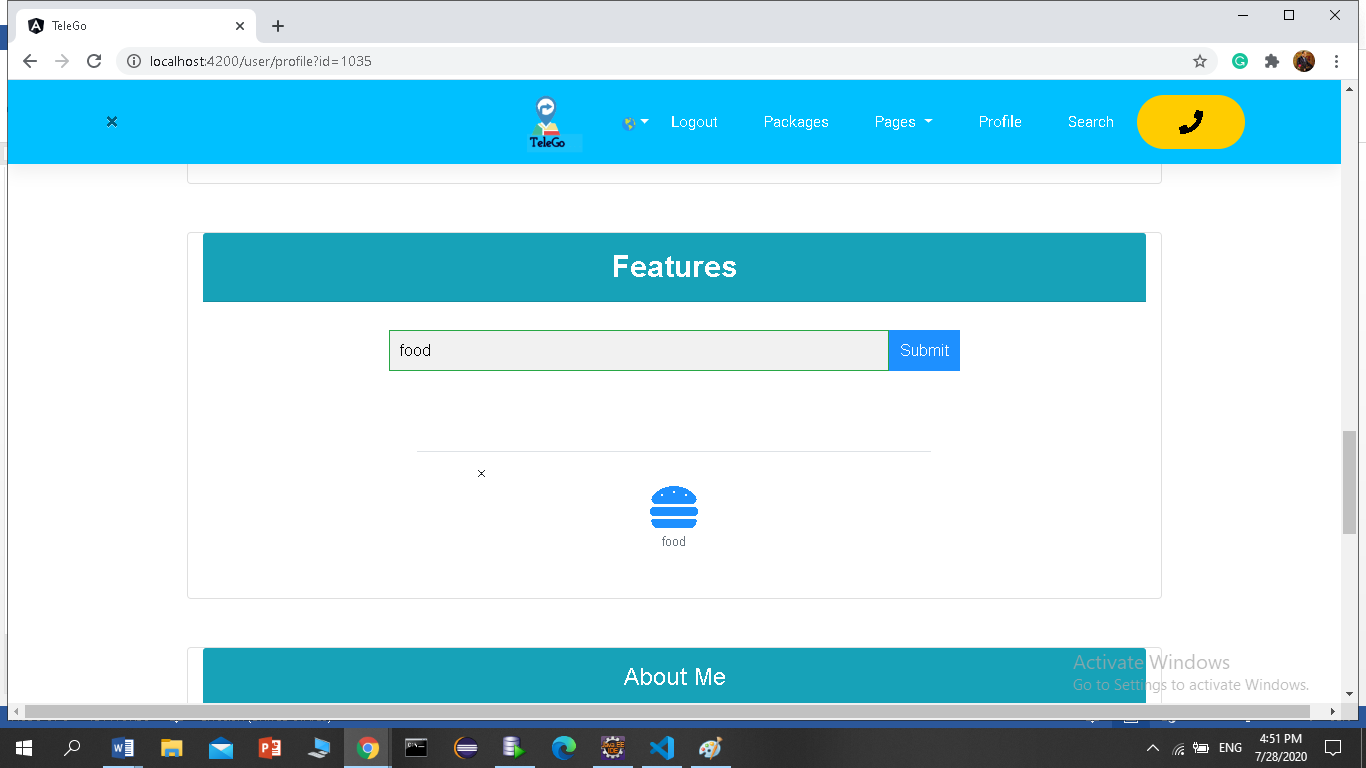 TeleGo
localhost:4200/user/profile?id=1035
TeleGo
Logout
Packages
Pages
Profile
Search
Features
food
Submit
food
About Me
Activate Windows
Go to Settings to activate Windows.
ENG
4:51 PM
7/28/2020